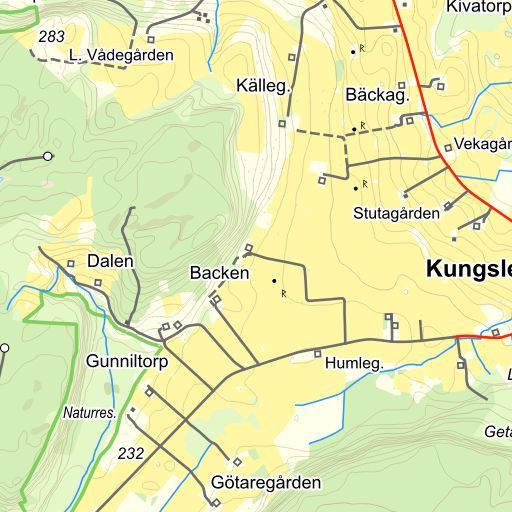 Kivatorp
283
L. Vådegården
Källeg.
R
Bäckag.
R
Vekagår
R
Stutagården
Dalen
Backen
Kungsle
R
Gunniltorp
Humleg.
L
Naturres.
Geta
232
Götaregården